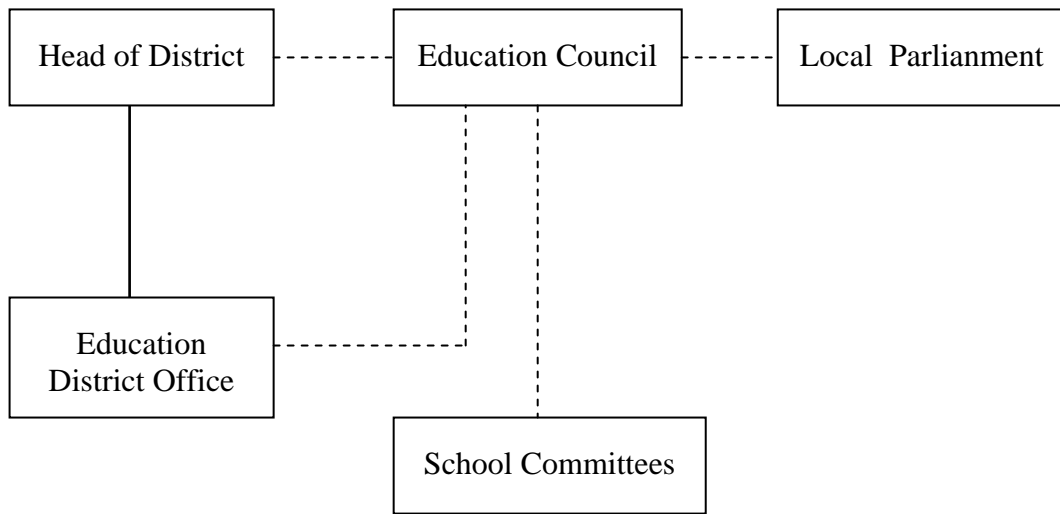 Head of District
Education Council
Local Parlianment
Education
District Office
School Committees